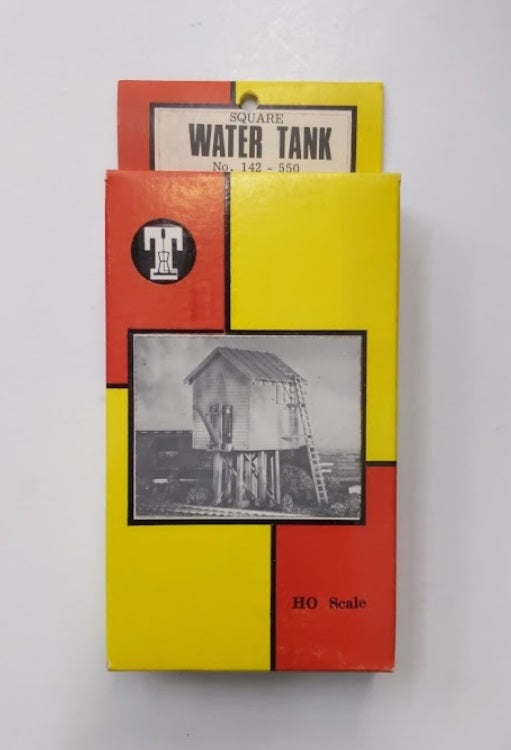 SQUARE
WATER TANK
No. 142 - 550
T
HO Scale